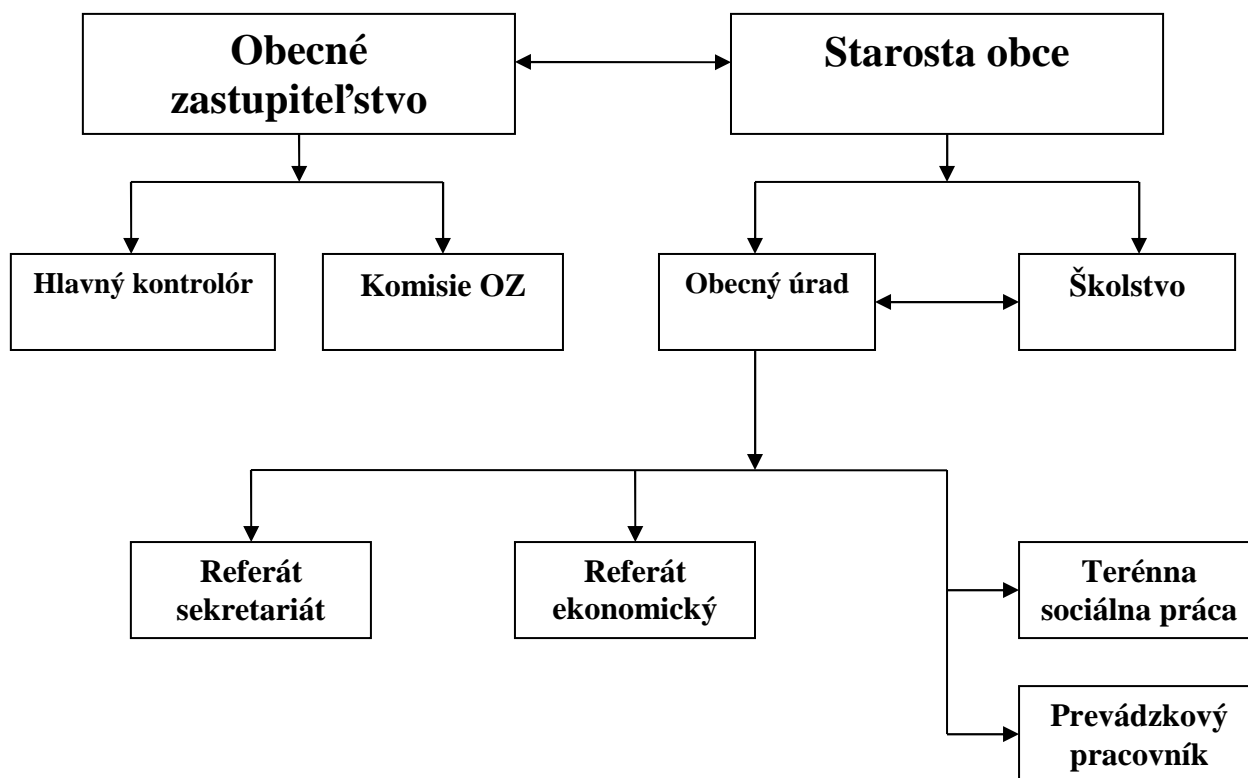 Obecné
zastupiteľstvo
Starosta obce
Hlavný kontrolór
Komisie OZ
Obecný úrad
Školstvo
Referát
sekretariát
Referát
ekonomický
Terénna
sociálna práca
Prevádzkový
pracovník